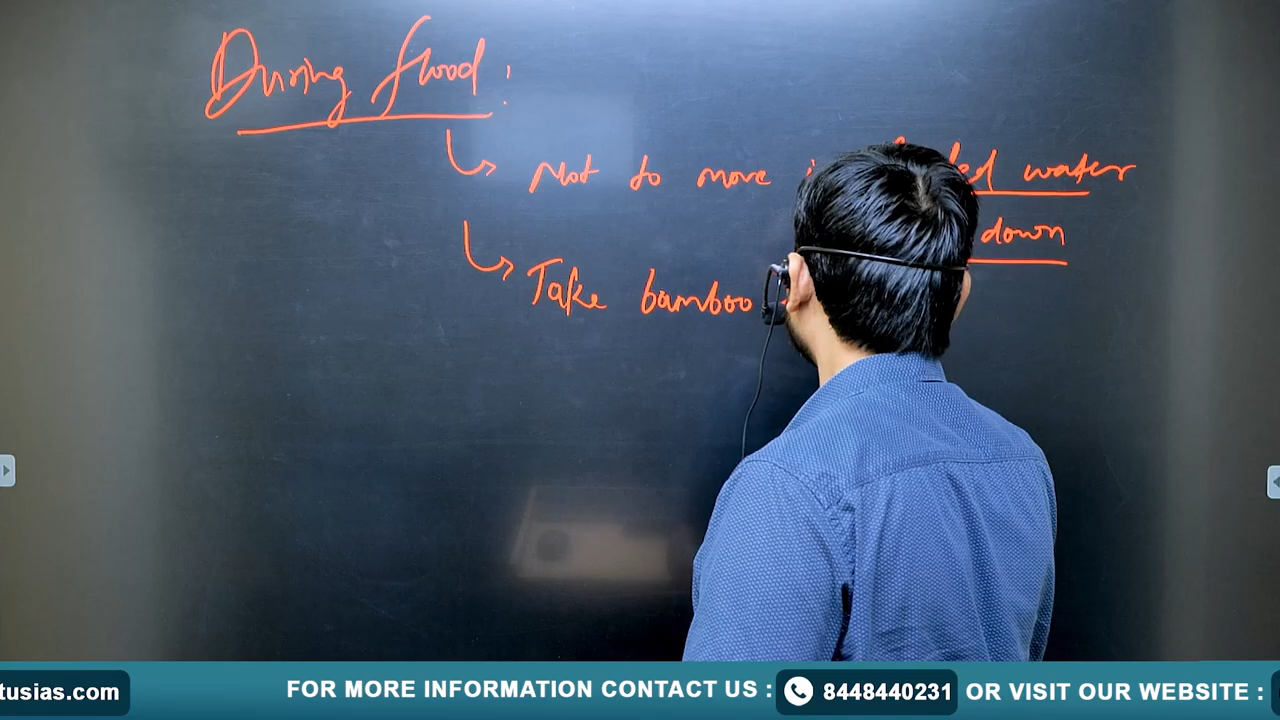 During flood :
Not to move water
down
Take bamboo
tusias.com FOR MORE INFORMATION CONTACT US : 8448440231 OR VISIT OUR WEBSITE :